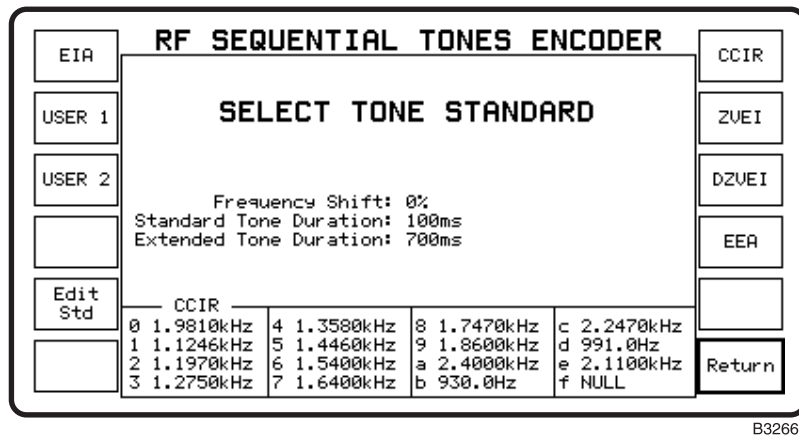 RF SEQUENTIAL TONES ENCODER
EIA
USER 1
USER 2
Edit
Std
SELECT TONE STANDARD
Frequency Shift: 0%
Standard Tone Duration: 100ms
Extended Tone Duration: 700ms
CCIR
0 1.9810kHz 4 1.3580kHz 8 1.7470kHz c 2.2470kHz
1 1.1246kHz 5 1.4460kHz 9 1.8600kHz d 991.0Hz
2 1.1970kHz 6 1.5400kHz a 2.4000kHz e 2.1100kHz
3 1.2750kHz 7 1.6400kHz b 930.0Hz f NULL
CCIR
ZVEI
DZVEI
EEA
Return
B3266